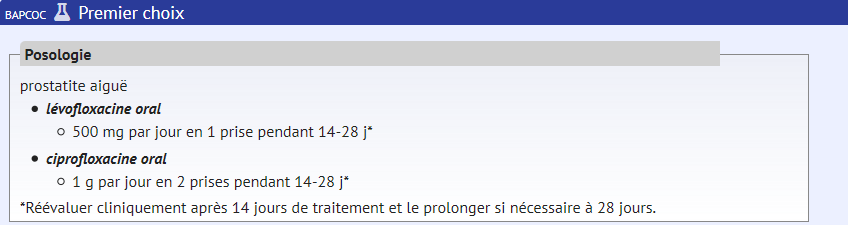 BAPCOC Premier choix
Posologie
prostatite aiguë
• lévofloxacine oral
○ 500 mg par jour en 1 prise pendant 14-28 j*
• ciprofloxacine oral
○ 1 g par jour en 2 prises pendant 14-28 j*
*Réévaluer cliniquement après 14 jours de traitement et le prolonger si nécessaire à 28 jours.